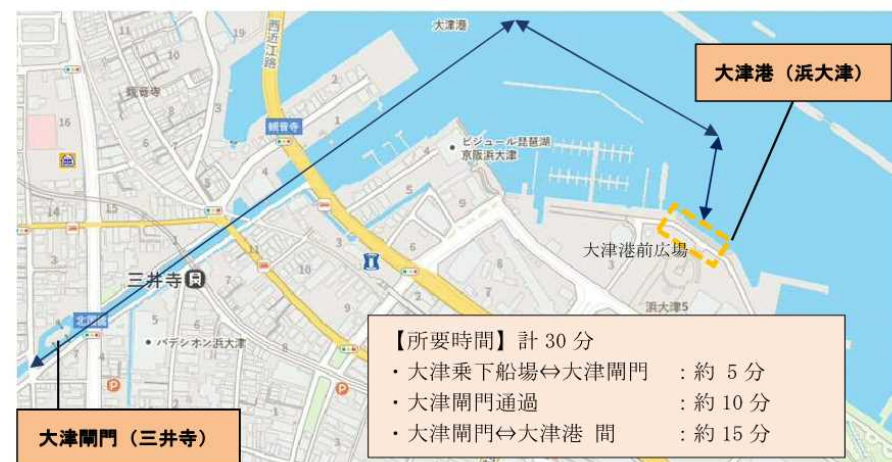 大津港
大津港（浜大津）
西近江路
観音寺
観音寺
ビジュール琵琶湖
京阪浜大津
大津港前広場
浜大津5
三井寺
パデシオン浜大津
大津閘門（三井寺）
【所要時間】計 30 分
・大津乗下船場⇔大津閘門　：約 5 分
・大津閘門通過　：約 10 分
・大津閘門⇔大津港 間　：約 15 分